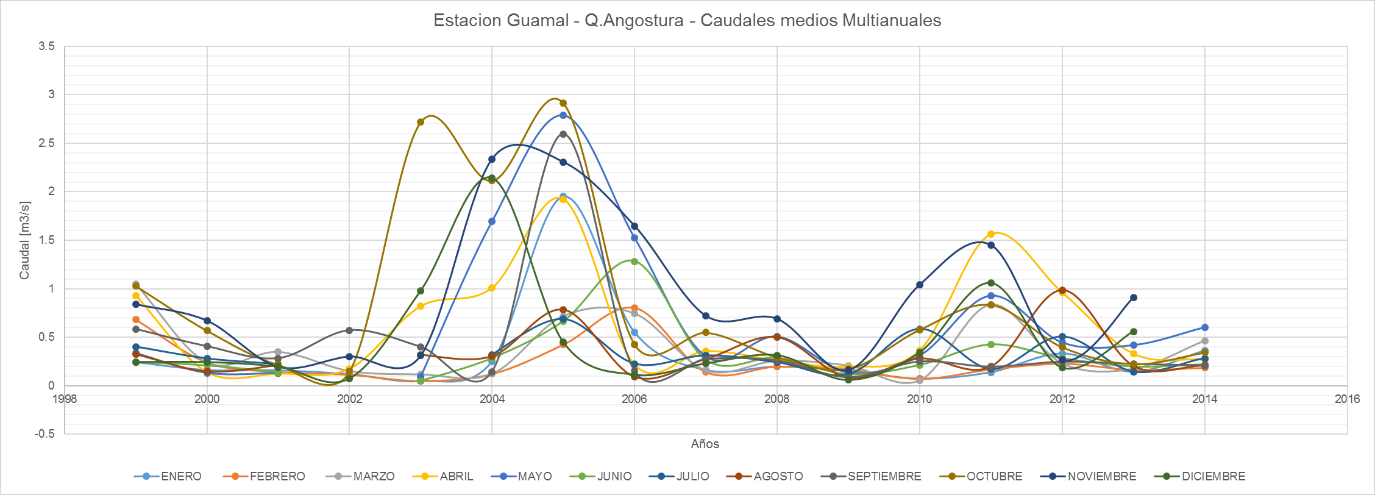 Estacion Guamal - Q.Angostura - Caudales medios Multianuales
3.5
3
2.5
2
1.5
1
0.5
0
-0.5
Caudal [m3/s]
1998 2000 2002 2004 2006 2008 2010 2012 2014 2016
Años
ENERO FEBRERO MARZO ABRIL MAYO JUNIO JULIO AGOSTO SEPTIEMBRE OCTUBRE NOVIEMBRE DICIEMBRE